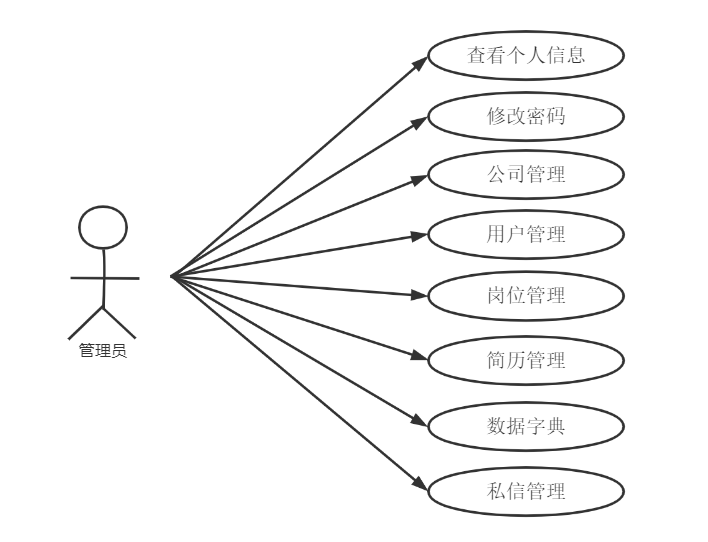 查看个人信息
修改密码
公司管理
用户管理
岗位管理
简历管理
数据字典
私信管理
管理员